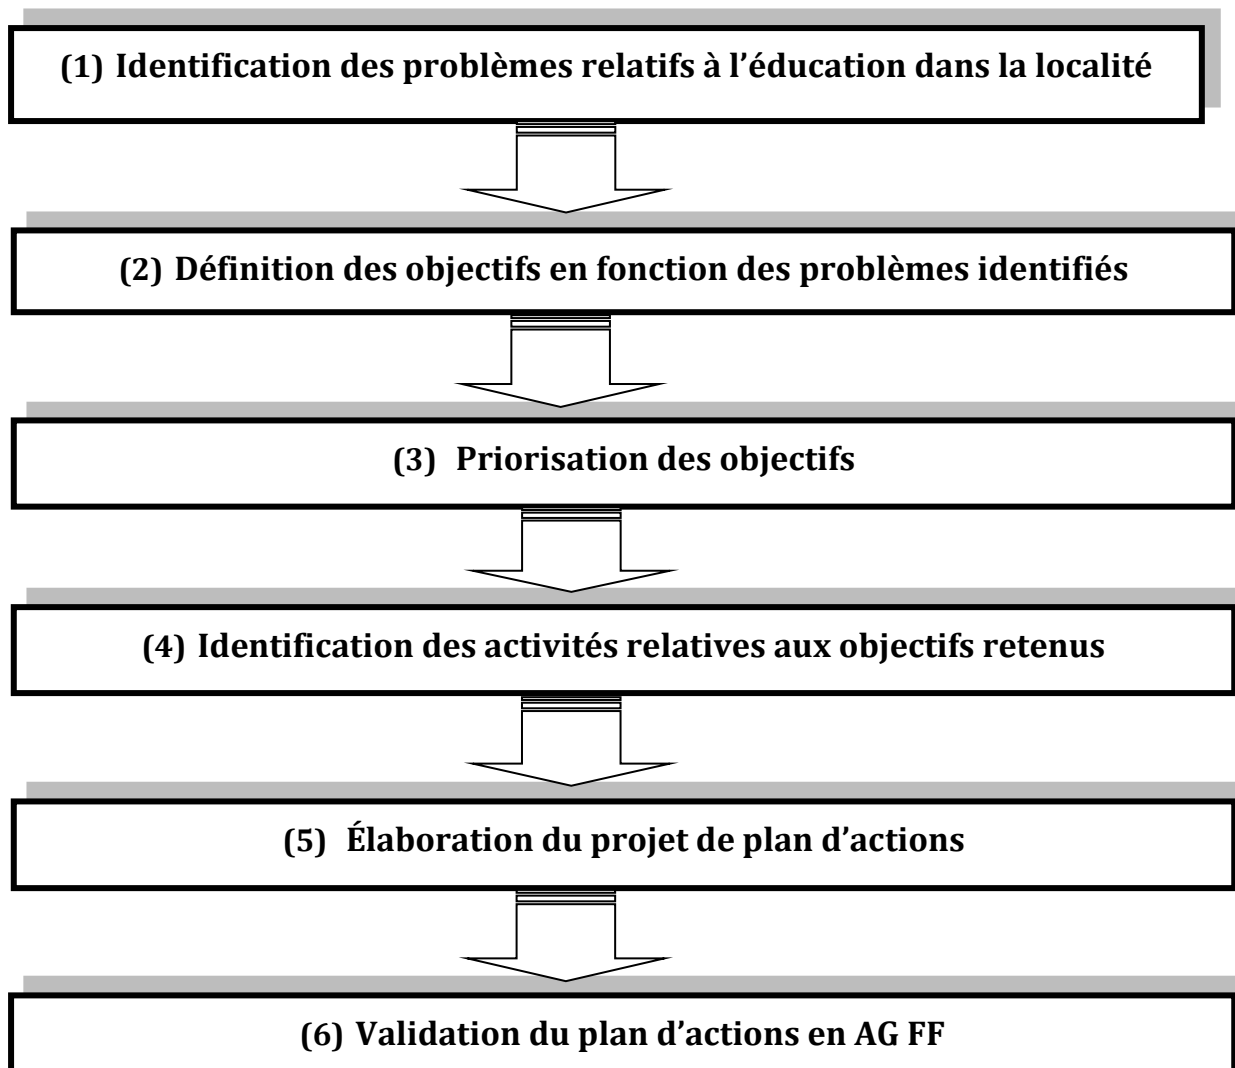 (1) Identification des problèmes relatifs à l’éducation dans la localité
(2) Définition des objectifs en fonction des problèmes identifiés
(3) Priorisation des objectifs
(4) Identification des activités relatives aux objectifs retenus
(5) Élaboration du projet de plan d’actions
(6) Validation du plan d’actions en AG FF